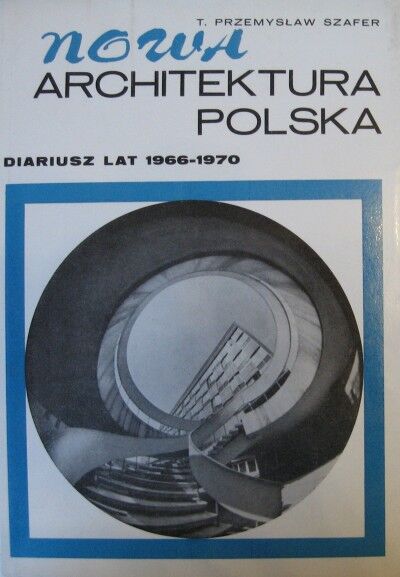 T. PRZEMYSŁAW SZAFER
NOWA
ARCHITEKTURA
POLSKA
DIARIUSZ LAT 1966-1970